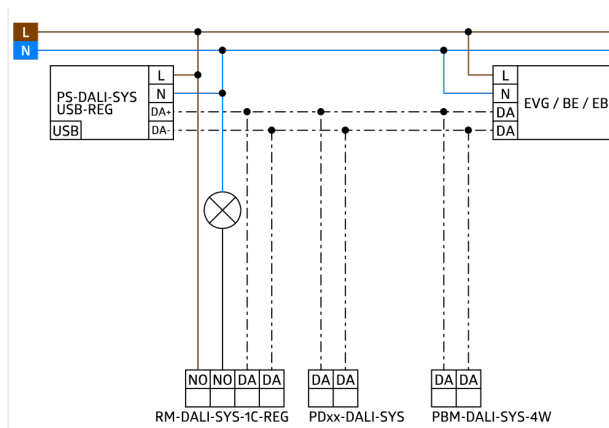 L
N
PS-DALI-SYS
USB-REG
USB
L
N
DA+
DA-
L
N
DA
DA
EVG / BE / EB
NO NO DA DA
RM-DALI-SYS-1C-REG
DA DA
PDxx-DALI-SYS
DA DA
PBM-DALI-SYS-4W